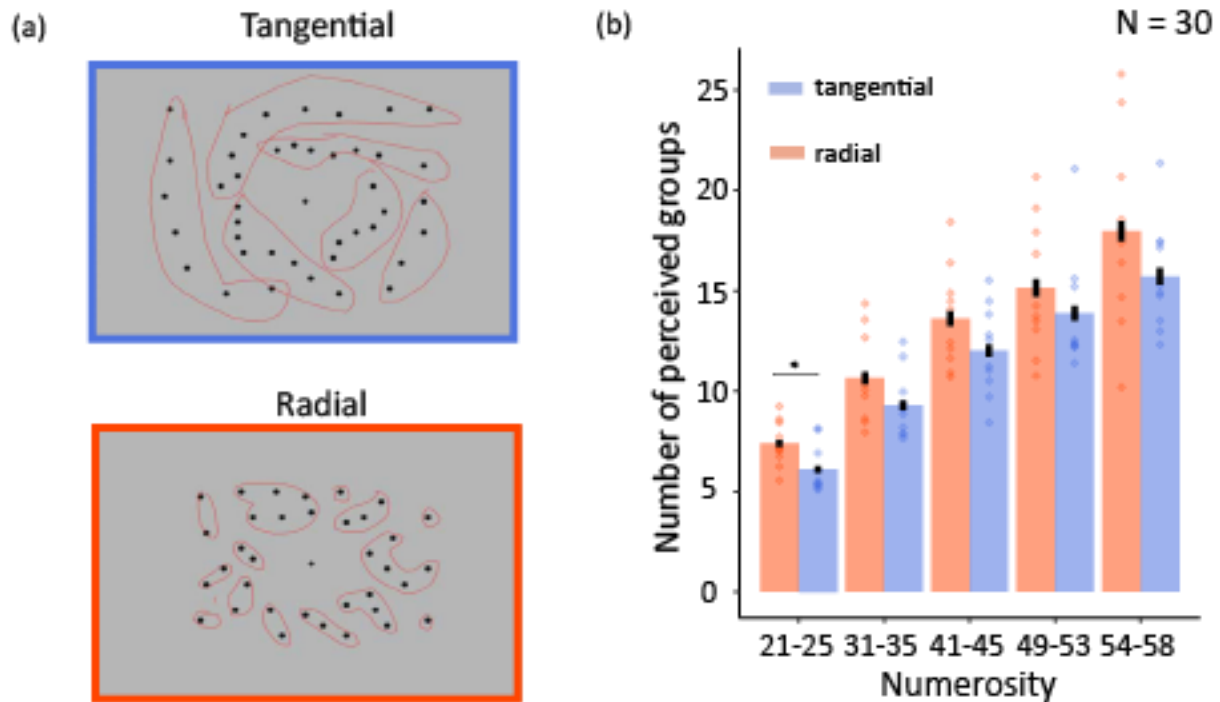 (a)
Tangential
Radial
(b)
N = 30
Number of perceived groups
25
20
15
10
5
0
tangential
radial
*
21-25 31-35 41-45 49-53 54-58
Numerosity